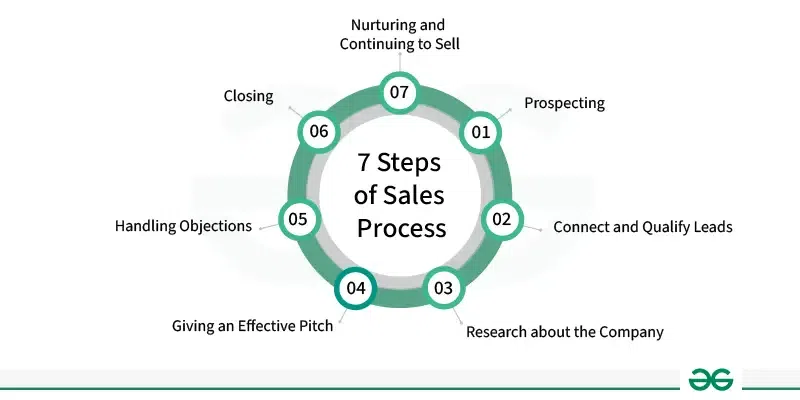 7 Steps
of Sales
Process
01
Prospecting
02
Connect and Qualify Leads
03
Research about the Company
04
Giving an Effective Pitch
05
Handling Objections
06
Closing
07
Nurturing and
Continuing to Sell